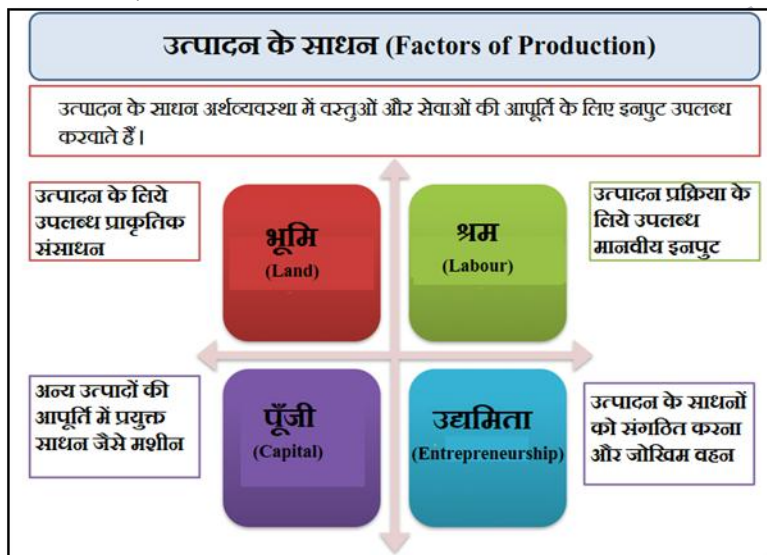 उत्पादन के साधन (Factors of Production)
उत्पादन के साधन अर्थव्यवस्था में वस्तुओं और सेवाओं की आपूर्ति के लिए इनपुट उपलब्ध
करवाते हैं।
उत्पादन के लिये
उपलब्ध प्राकृतिक
संसाधन
भूमि
(Land)
श्रम
(Labour)
उत्पादन प्रक्रिया के
लिये उपलब्ध
मानवीय इनपुट
अन्य उत्पादों की
आपूर्ति में प्रयुक्त
साधन जैसे मशीन
पूँजी
(Capital)
उद्यमिता
(Entrepreneurship)
उत्पादन के साधनों
को संगठित करना
और जोखिम वहन